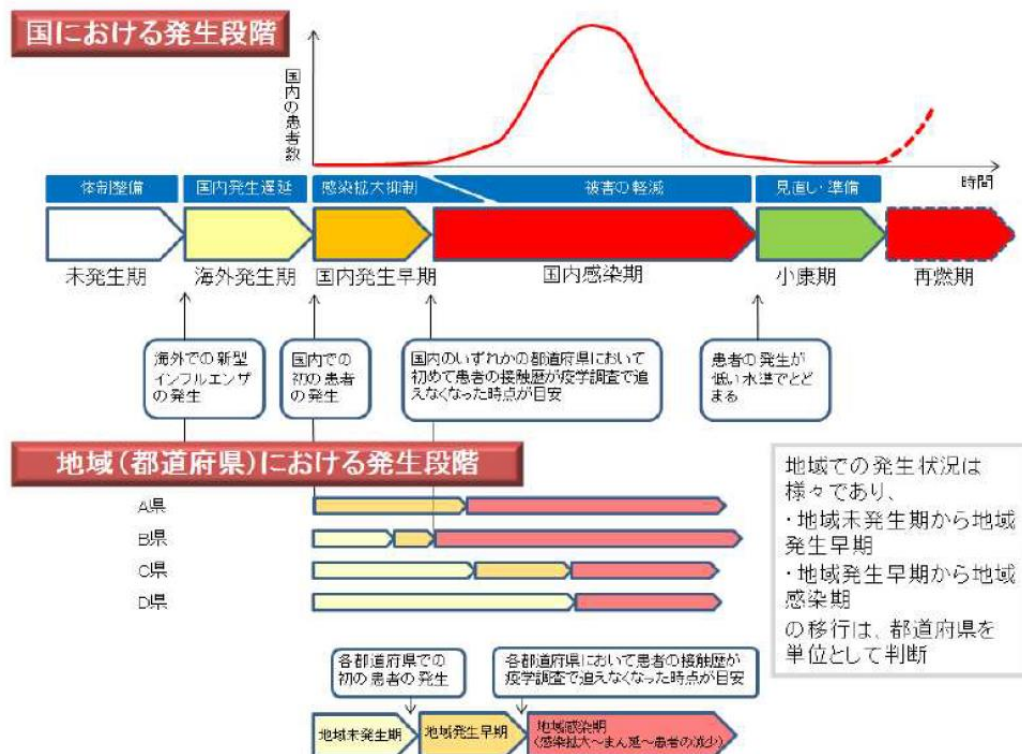 国における発生段階
国内の患者数
時間
体制整備
国内発生遅延
感染拡大抑制
被害の軽減
見直し・準備
未発生期
海外発生期
国内発生早期
国内感染期
小康期
再燃期
海外での新型
インフルエンザ
の発生
国内での
初の患者
の発生
国内のいずれかの都道府県において
初めて患者の接触歴が疫学調査で追
えなくなった時点が目安
患者の発生が
低い水準でとど
まる
地域（都道府県）における発生段階
A県
B県
C県
D県
地域での発生状況は
様々であり、
・地域未発生期から地域
発生早期
・地域発生早期から地域
感染期
の移行は、都道府県を
単位として判断
各都道府県での
初の患者の発生
各都道府県において患者の接触歴が
疫学調査で追えなくなった時点が目安
地域未発生期
地域発生早期
地域感染期
（感染拡大～まん延～患者の減少）